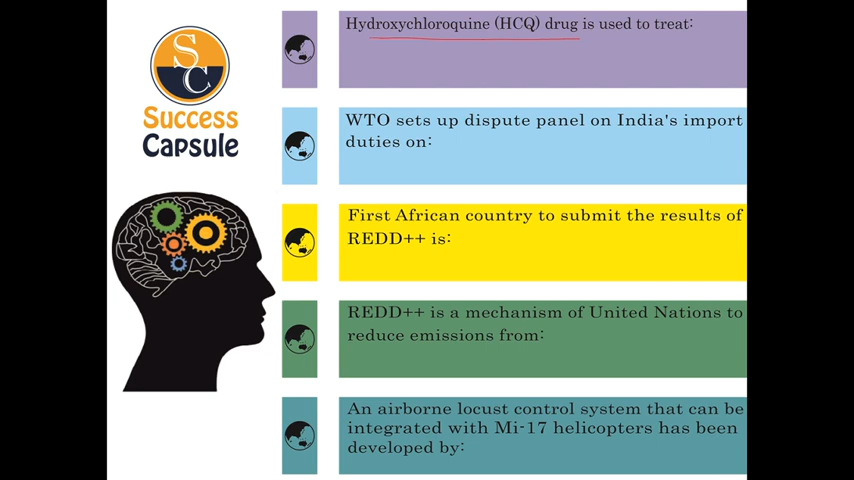 S
C
Success
Capsule
Hydroxychloroquine (HCQ) drug is used to treat:
WTO sets up dispute panel on India's import
duties on:
First African country to submit the results of
REDD++ is:
REDD++ is a mechanism of United Nations to
reduce emissions from:
An airborne locust control system that can be
integrated with Mi-17 helicopters has been
developed by: